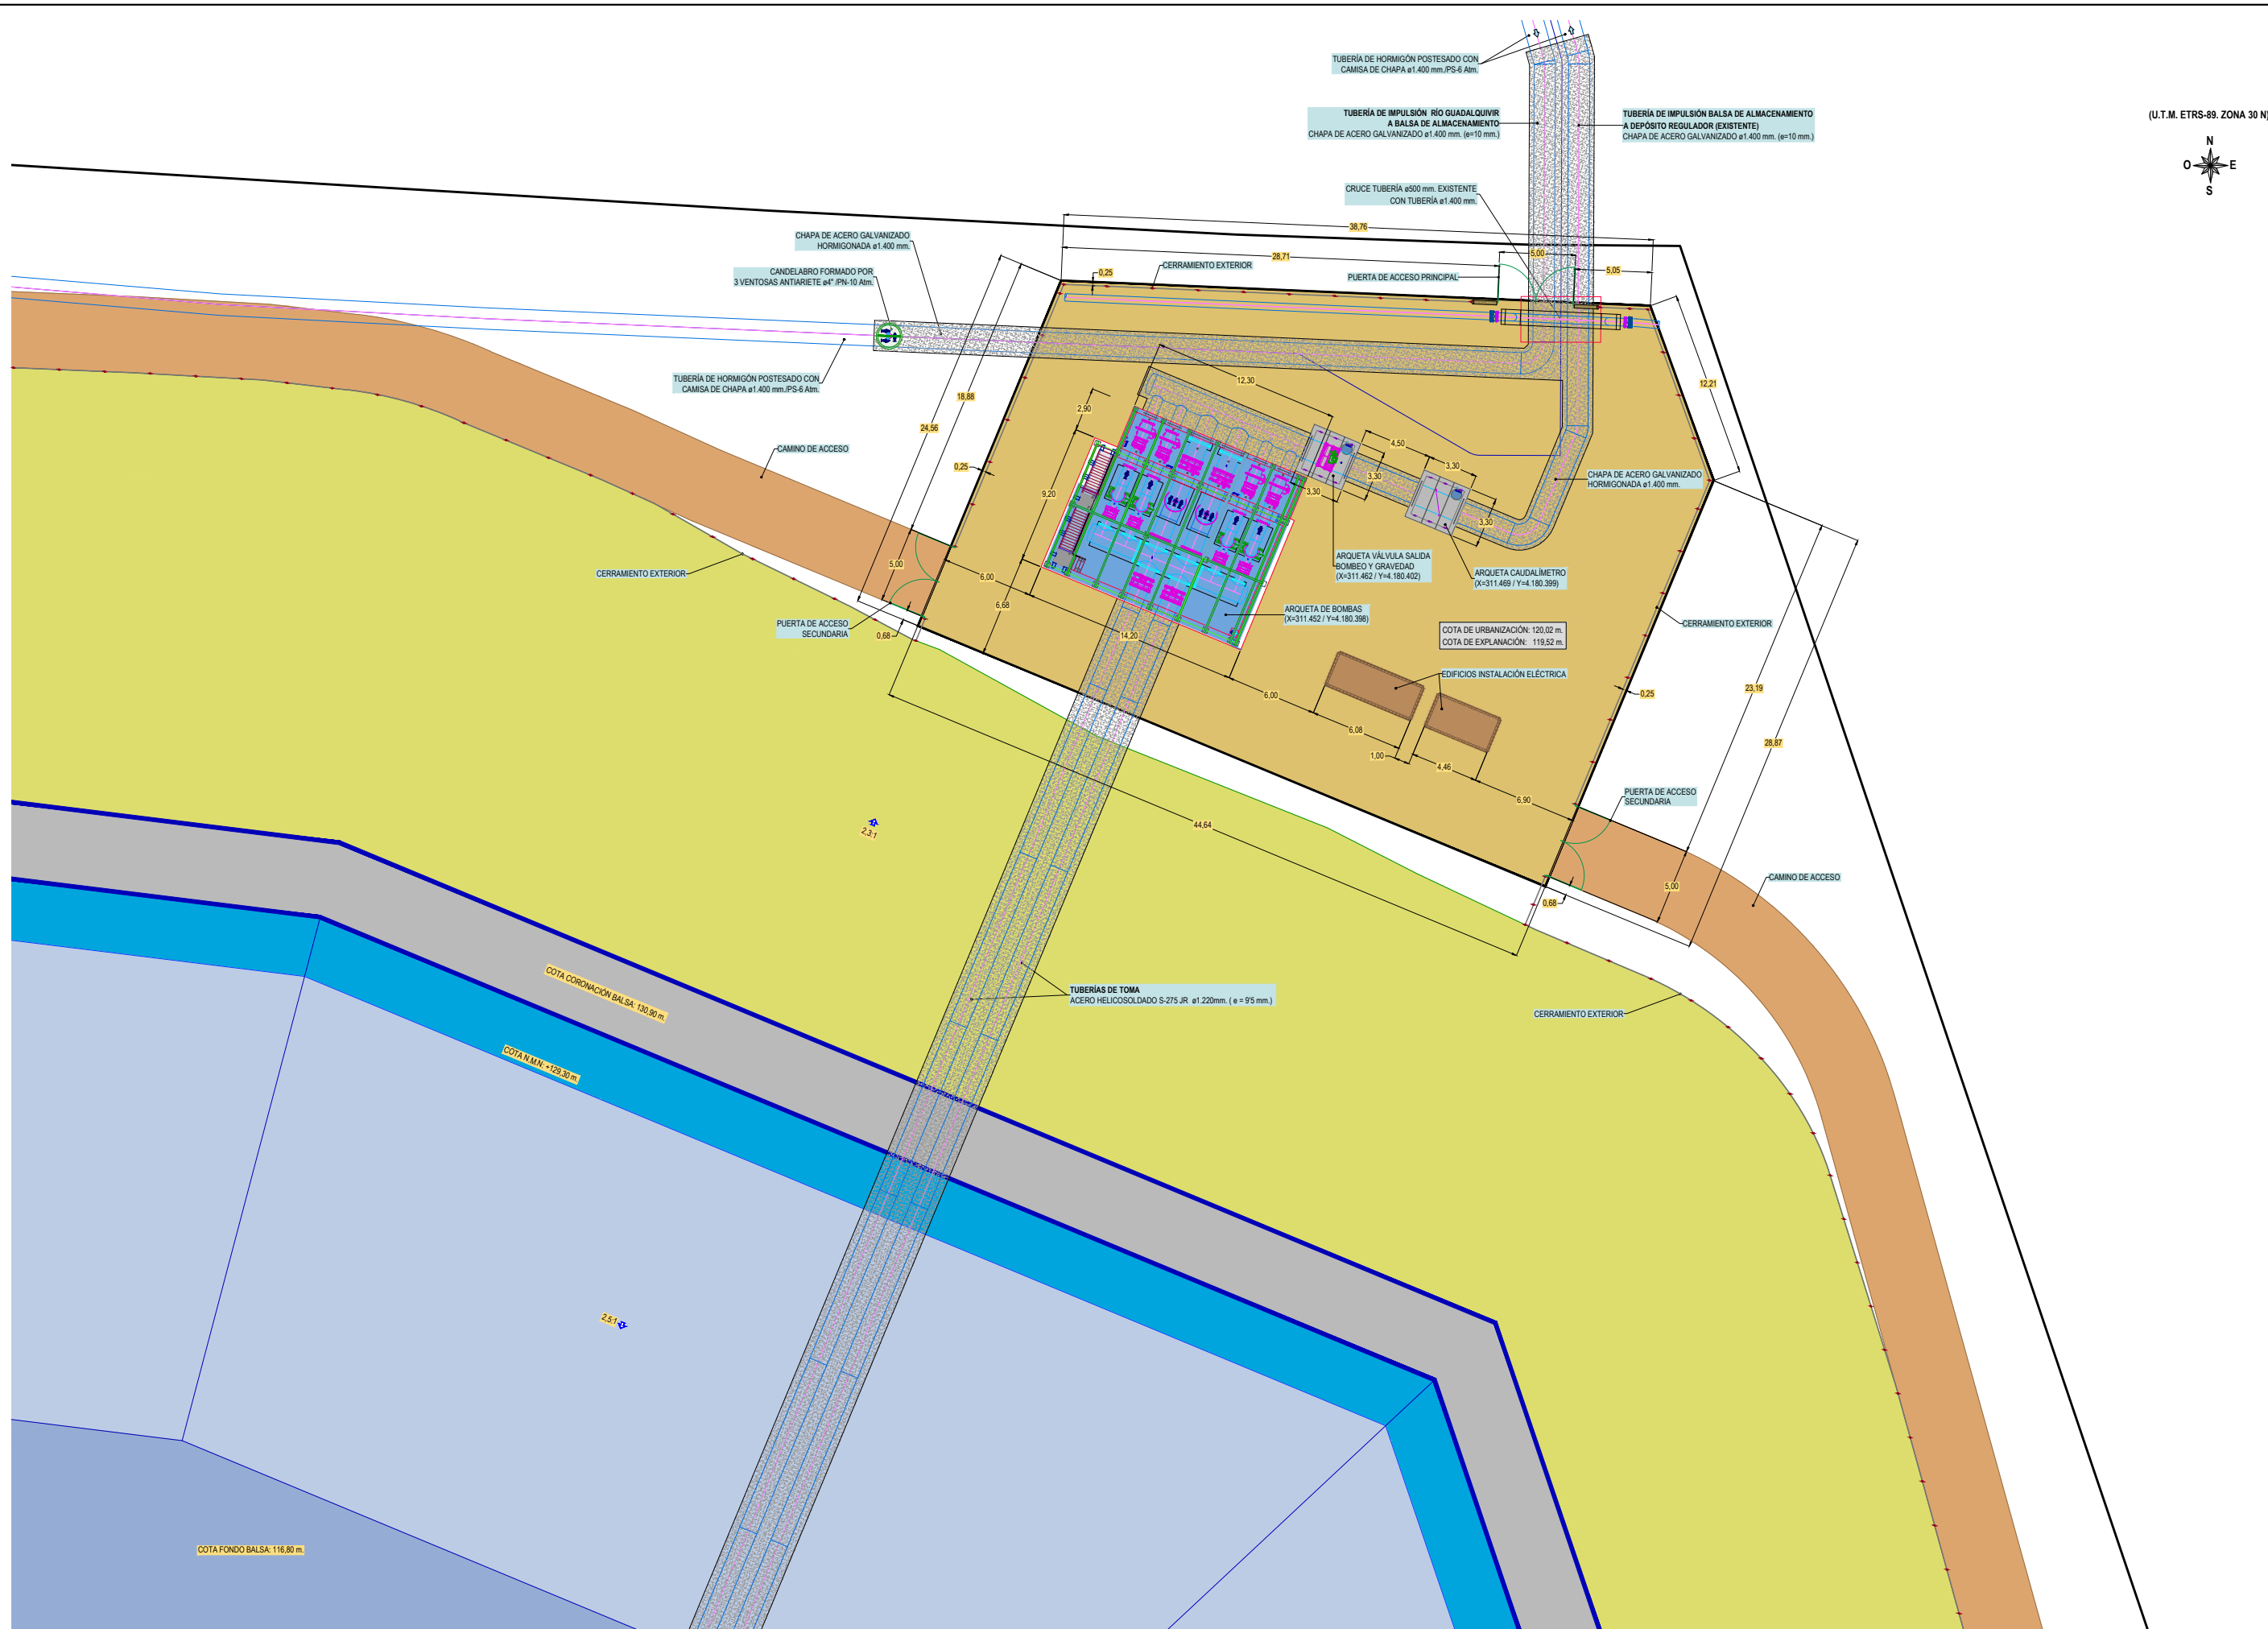 TUBERÍA DE HORMIGÓN POSTESADO CON
CAMISA DE CHAPA ø1.400 mm./PS-6 Atm.
TUBERÍA DE IMPULSIÓN RÍO GUADALQUIVIR
A BALSA DE ALMACENAMIENTO
CHAPA DE ACERO GALVANIZADO ø1.400 mm. (e=10 mm.)
TUBERÍA DE IMPULSIÓN BALSA DE ALMACENAMIENTO
A DEPÓSITO REGULADOR (EXISTENTE)
CHAPA DE ACERO GALVANIZADO ø1.400 mm. (e=10 mm.)
(U.T.M. ETRS-89. ZONA 30 N)
N
O
E
S
CRUCE TUBERÍA ø500 mm. EXISTENTE
CON TUBERÍA ø1.400 mm.
38,76
CHAPA DE ACERO GALVANIZADO
HORMIGONADA ø1.400 mm.
28,71
5,00
5,05
CERRAMIENTO EXTERIOR
0,25
PUERTA DE ACCESO PRINCIPAL
CANDELABRO FORMADO POR
3 VENTOSAS ANTIARIETE ø4" /PN-10 Atm.
TUBERÍA DE HORMIGÓN POSTESADO CON
CAMISA DE CHAPA ø1.400 mm./PS-6 Atm.
12,30
12,21
18,88
2,90
24,56
4,50
CAMINO DE ACCESO
0,25
3,30
3,30
3,30
CHAPA DE ACERO GALVANIZADO
HORMIGONADA ø1.400 mm.
9,20
3,30
ARQUETA VÁLVULA SALIDA
BOMBEO Y GRAVEDAD
(X=311.462 / Y=4.180.402)
ARQUETA CAUDALÍMETRO
(X=311.469 / Y=4.180.399)
CERRAMIENTO EXTERIOR
5,00
6,00
6,68
ARQUETA DE BOMBAS
(X=311.452 / Y=4.180.398)
PUERTA DE ACCESO
SECUNDARIA
0,68
14,20
COTA DE URBANIZACIÓN: 120,02 m.
COTA DE EXPLANACIÓN: 119,52 m.
CERRAMIENTO EXTERIOR
EDIFICIOS INSTALACIÓN ELÉCTRICA
6,00
0,25
23,19
6,08
28,87
1,00
4,46
6,90
PUERTA DE ACCESO
SECUNDARIA
2,3:1
44,64
5,00
CAMINO DE ACCESO
0,68
COTA CORONACIÓN BALSA: 130,90 m.
TUBERÍAS DE TOMA
ACERO HELICOSOLDADO S-275 JR ø1.220mm. ( e = 9'5 mm.)
CERRAMIENTO EXTERIOR
COTA N.M.N: +129,30 m.
2,5:1
COTA FONDO BALSA: 116,80 m.